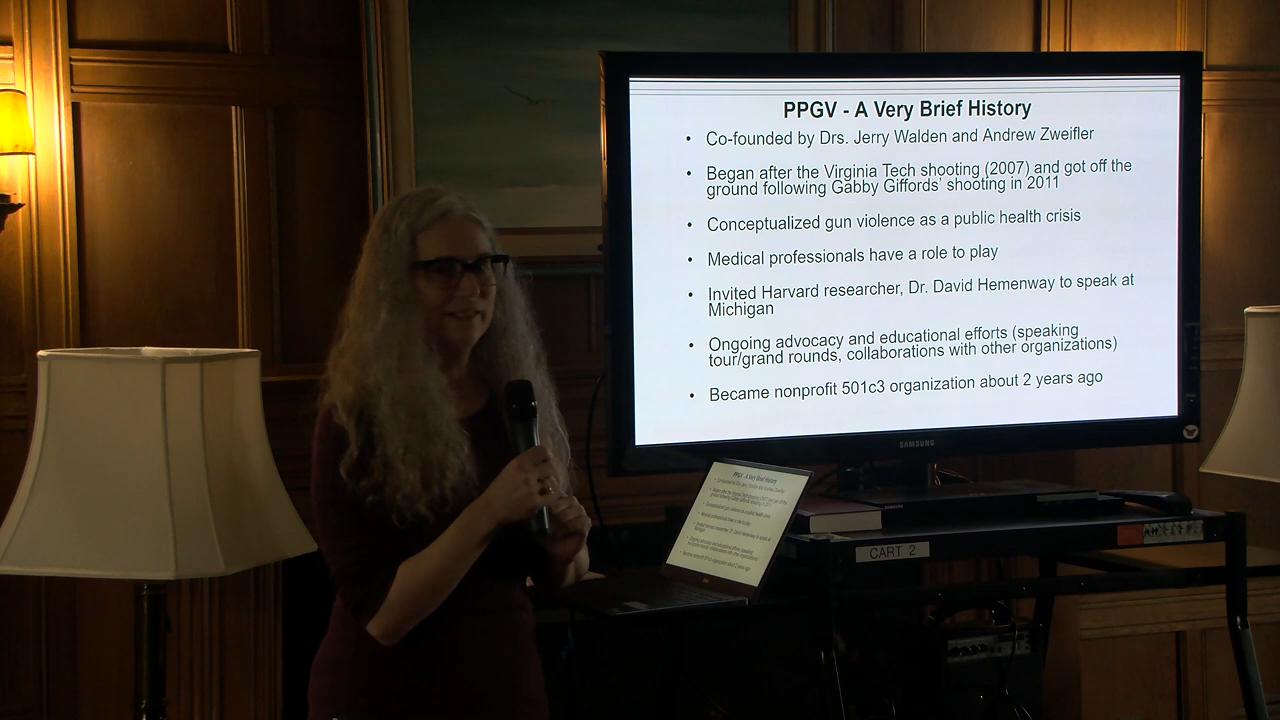 PPGV - A Very Brief History
• Co-founded by Drs. Jerry Walden and Andrew Zweifler
• Began after the Virginia Tech shooting (2007) and got off the
ground following Gabby Giffords' shooting in 2011
• Conceptualized gun violence as a public health crisis
• Medical professionals have a role to play
• Invited Harvard researcher, Dr. David Hemenway to speak at
Michigan
• Ongoing advocacy and educational efforts (speaking
tour/grand rounds, collaborations with other organizations)
• Became nonprofit 501c3 organization about 2 years ago
SAMSUNG
PPGV - A Very Brief History
CART 2